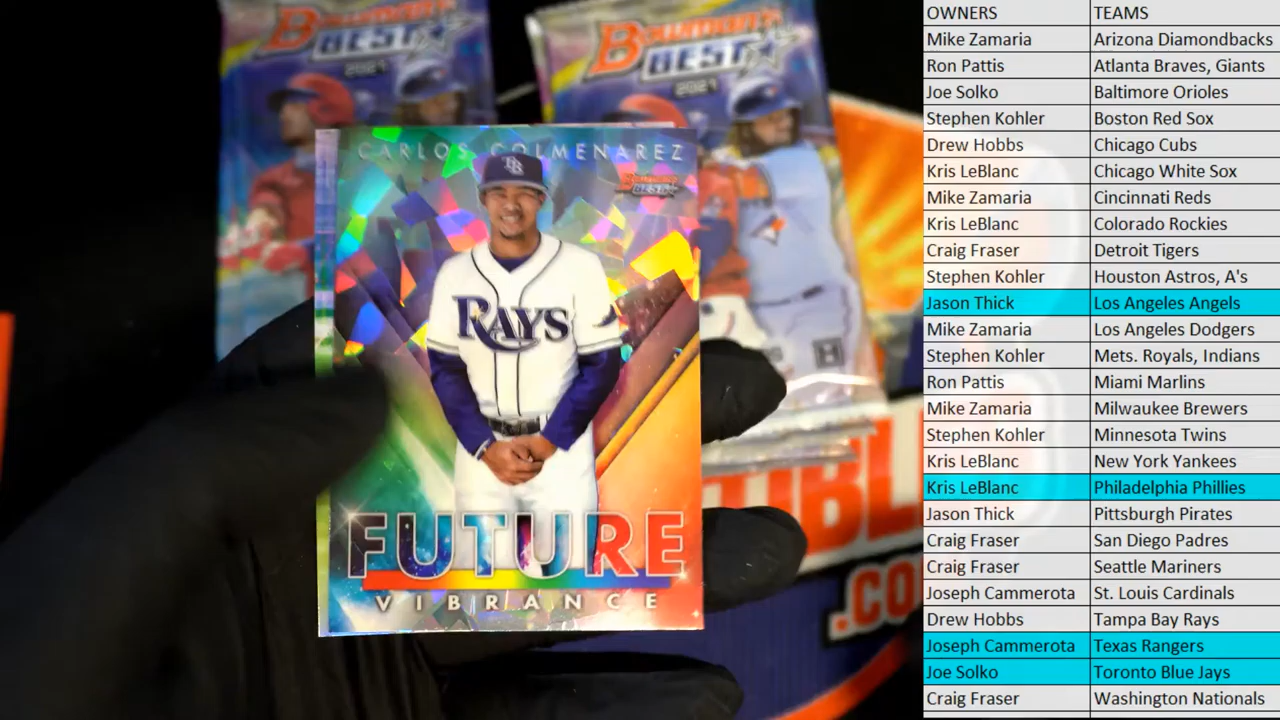 BOWMAN'S
BEST
2021
BOWMAN'S
BEST
2021
CARLOS COLMENAREZ
BOWMAN'S
BEST
TB
RAYS
FUTURE
VIBRANCE
.CO
OWNERS TEAMS
Mike Zamaria Arizona Diamondbacks
Ron Pattis Atlanta Braves, Giants
Joe Solko Baltimore Orioles
Stephen Kohler Boston Red Sox
Drew Hobbs Chicago Cubs
Kris LeBlanc Chicago White Sox
Mike Zamaria Cincinnati Reds
Kris LeBlanc Colorado Rockies
Craig Fraser Detroit Tigers
Stephen Kohler Houston Astros, A's
Jason Thick Los Angeles Angels
Mike Zamaria Los Angeles Dodgers
Stephen Kohler Mets. Royals, Indians
Ron Pattis Miami Marlins
Mike Zamaria Milwaukee Brewers
Stephen Kohler Minnesota Twins
Kris LeBlanc New York Yankees
Kris LeBlanc Philadelphia Phillies
Jason Thick Pittsburgh Pirates
Craig Fraser San Diego Padres
Craig Fraser Seattle Mariners
Joseph Cammerota St. Louis Cardinals
Drew Hobbs Tampa Bay Rays
Joseph Cammerota Texas Rangers
Joe Solko Toronto Blue Jays
Craig Fraser Washington Nationals